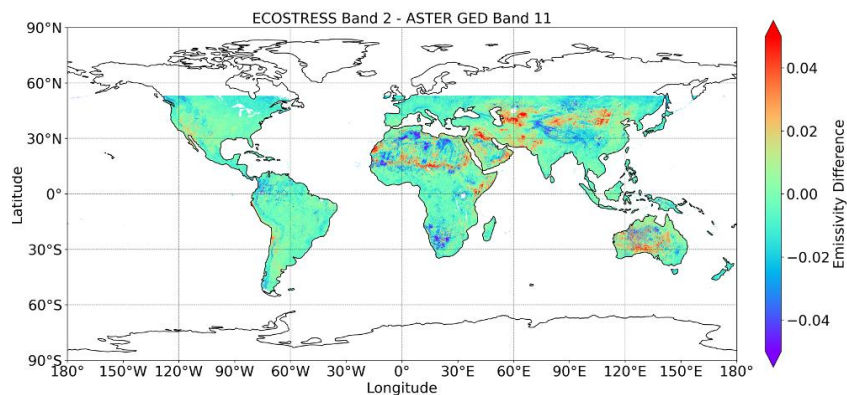 ECOSTRESS Band 2 - ASTER GED Band 11
90°N
60°N
30°N
0°
30°S
60°S
90°S
Latitude
180° 150°W 120°W 90°W 60°W 30°W 0° 30°E 60°E 90°E 120°E 150°E 180°
Longitude
0.04
0.02
0.00
−0.02
−0.04
Emissivity Difference